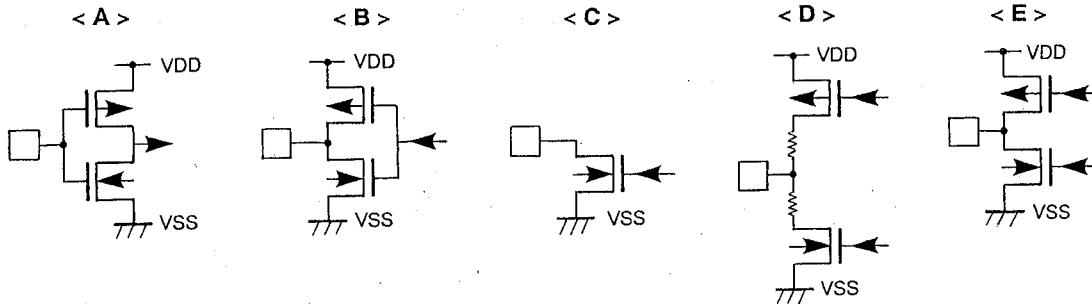 < A >
< B >
< C >
< D >
< E >
VDD
VDD
VDD
VDD
VSS
VSS
VSS
VSS
VSS